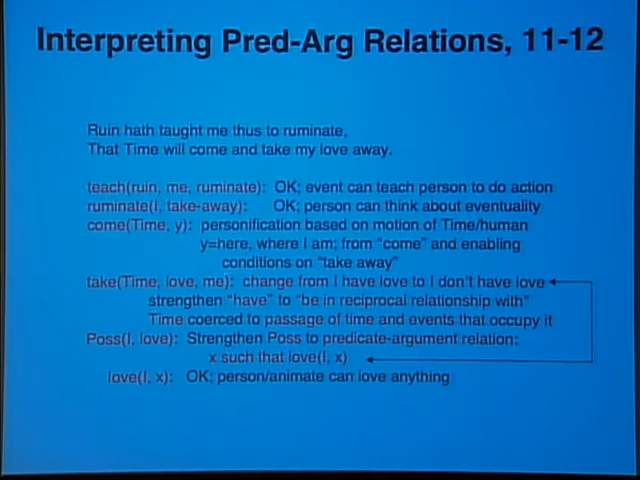 Interpreting Pred-Arg Relations, 11-12
Ruin hath taught me thus to ruminate,
That Time will come and take my love away.
teach(ruin, me, ruminate): OK; event can teach person to do action
ruminate(I, take-away): OK; person can think about eventuality
come(Time, y): personification based on motion of Time/human
y=here, where I am; from "come" and enabling
conditions on "take away"
take(Time, love, me): change from I have love to I don't have love
strengthen "have" to "be in reciprocal relationship with"
Time coerced to passage of time and events that occupy it
Poss(I, love): Strengthen Poss to predicate-argument relation:
x such that love(I, x)
love(I, x): OK; person/animate can love anything